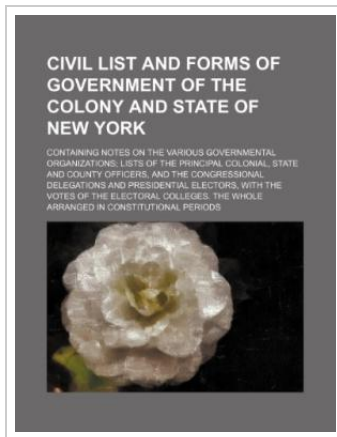 CIVIL LIST AND FORMS OF
GOVERNMENT OF THE
COLONY AND STATE OF
NEW YORK
CONTAINING NOTES ON THE VARIOUS GOVERNMENTAL
ORGANIZATIONS; LISTS OF THE PRINCIPAL COLONIAL, STATE
AND COUNTY OFFICERS, AND THE CONGRESSIONAL
DELEGATIONS AND PRESIDENTIAL ELECTORS, WITH THE
VOTES OF THE ELECTORAL COLLEGES. THE WHOLE
ARRANGED IN CONSTITUTIONAL PERIODS